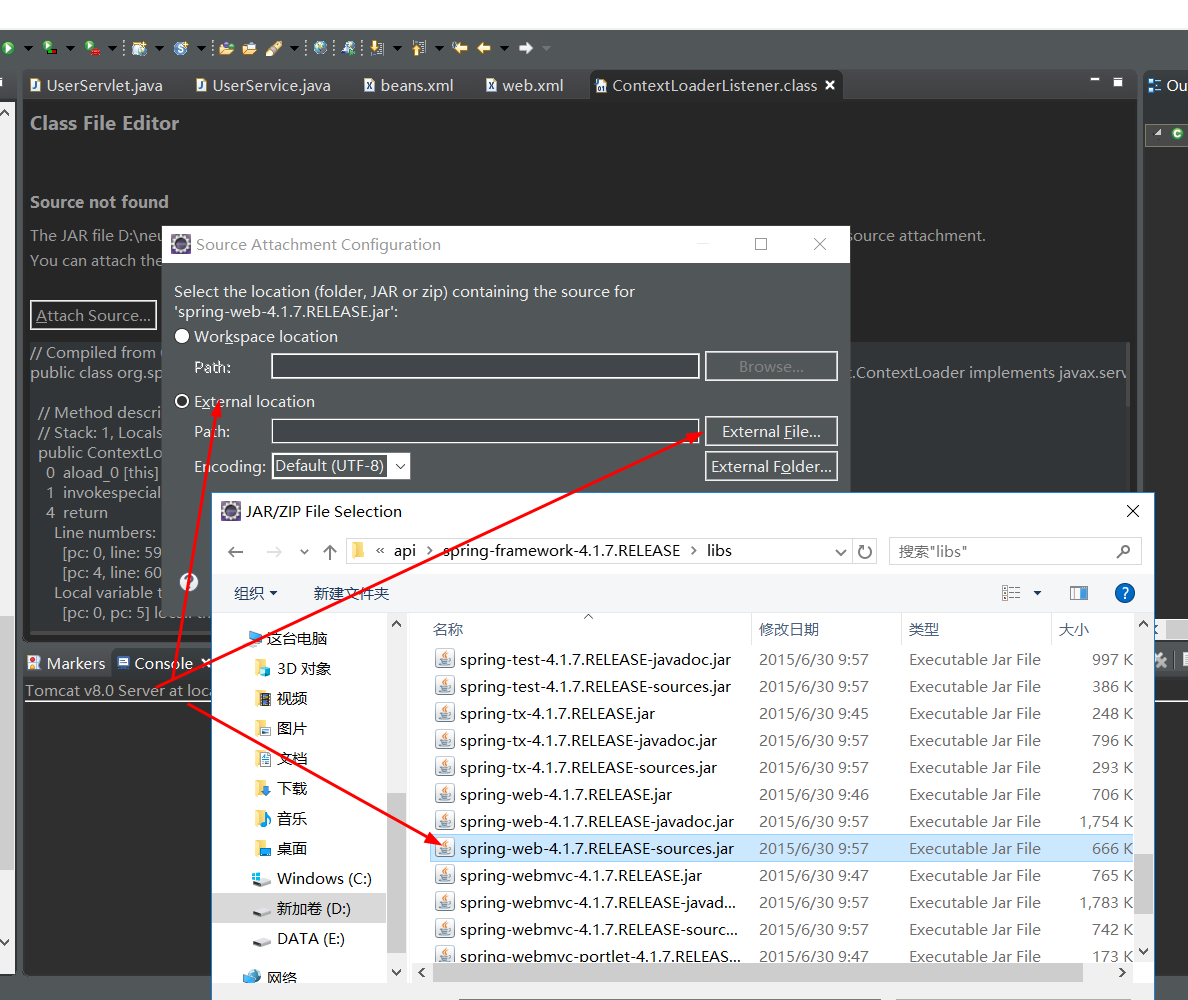 UserServlet.java
UserService.java
beans.xml
web.xml
ContextLoaderListener.class
Ou
Class File Editor
Source not found
The JAR file D:\neu
source attachment.
You can attach the
Attach Source...
// Compiled from
public class org.sp
.ContextLoader implements javax.serv
// Method descri
// Stack: 1, Locals
public ContextLo
0 aload_0 [this]
1 invokespecial
4 return
Line numbers:
[pc: 0, line: 59
[pc: 4, line: 60
Local variable t
[pc: 0, pc: 5] local: th
Source Attachment Configuration
Select the location (folder, JAR or zip) containing the source for
'spring-web-4.1.7.RELEASE.jar':
Workspace location
Path:
Browse...
External location
Path:
External File...
Encoding:
Default (UTF-8)
External Folder...
Markers
Console
Tomcat v8.0 Server at loca
JAR/ZIP File Selection
« api > spring-framework-4.1.7.RELEASE > libs
搜索"libs"
组织
新建文件夹
这台电脑
3D 对象
视频
图片
文档
下载
音乐
桌面
Windows (C:)
新加卷 (D:)
DATA (E:)
网络
名称 修改日期 类型 大小
spring-test-4.1.7.RELEASE-javadoc.jar 2015/6/30 9:57 Executable Jar File 997 K
spring-test-4.1.7.RELEASE-sources.jar 2015/6/30 9:57 Executable Jar File 386 K
spring-tx-4.1.7.RELEASE.jar 2015/6/30 9:45 Executable Jar File 248 K
spring-tx-4.1.7.RELEASE-javadoc.jar 2015/6/30 9:57 Executable Jar File 796 K
spring-tx-4.1.7.RELEASE-sources.jar 2015/6/30 9:57 Executable Jar File 293 K
spring-web-4.1.7.RELEASE.jar 2015/6/30 9:46 Executable Jar File 706 K
spring-web-4.1.7.RELEASE-javadoc.jar 2015/6/30 9:57 Executable Jar File 1,754 K
spring-web-4.1.7.RELEASE-sources.jar 2015/6/30 9:57 Executable Jar File 666 K
spring-webmvc-4.1.7.RELEASE.jar 2015/6/30 9:47 Executable Jar File 765 K
spring-webmvc-4.1.7.RELEASE-javad... 2015/6/30 9:57 Executable Jar File 1,783 K
spring-webmvc-4.1.7.RELEASE-sourc... 2015/6/30 9:57 Executable Jar File 742 K
spring-webmvc-portlet-4.1.7.RELEAS... 2015/6/30 9:47 Executable Jar File 173 K